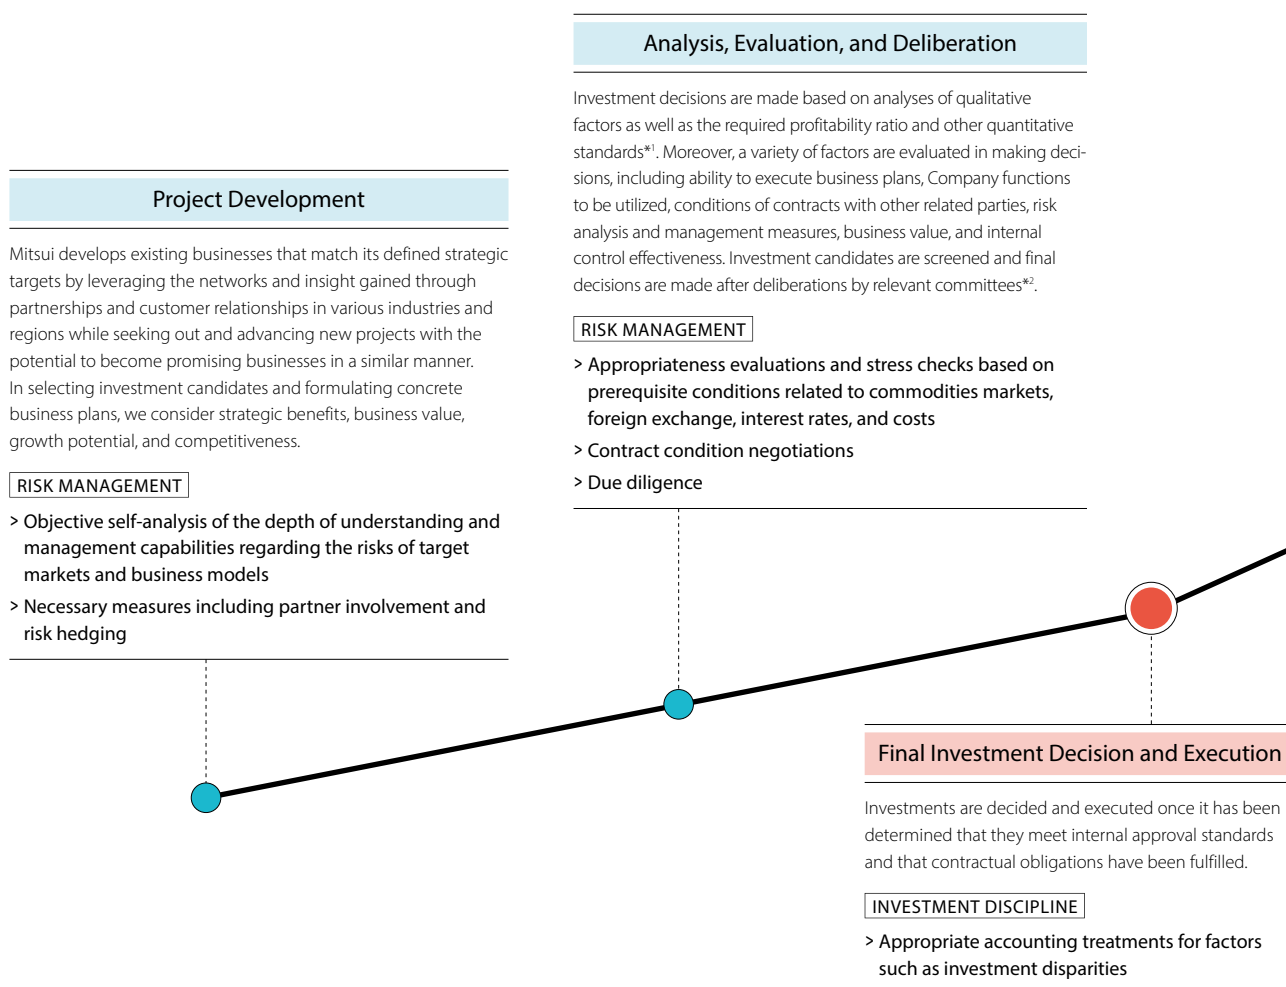 Project Development
Mitsui develops existing businesses that match its defined strategic
targets by leveraging the networks and insight gained through
partnerships and customer relationships in various industries and
regions while seeking out and advancing new projects with the
potential to become promising businesses in a similar manner.
In selecting investment candidates and formulating concrete
business plans, we consider strategic benefits, business value,
growth potential, and competitiveness.
RISK MANAGEMENT
> Objective self-analysis of the depth of understanding and
management capabilities regarding the risks of target
markets and business models
> Necessary measures including partner involvement and
risk hedging
Analysis, Evaluation, and Deliberation
Investment decisions are made based on analyses of qualitative
factors as well as the required profitability ratio and other quantitative
standards*1. Moreover, a variety of factors are evaluated in making deci-
sions, including ability to execute business plans, Company functions
to be utilized, conditions of contracts with other related parties, risk
analysis and management measures, business value, and internal
control effectiveness. Investment candidates are screened and final
decisions are made after deliberations by relevant committees*2.
RISK MANAGEMENT
> Appropriateness evaluations and stress checks based on
prerequisite conditions related to commodities markets,
foreign exchange, interest rates, and costs
> Contract condition negotiations
> Due diligence
Final Investment Decision and Execution
Investments are decided and executed once it has been
determined that they meet internal approval standards
and that contractual obligations have been fulfilled.
INVESTMENT DISCIPLINE
> Appropriate accounting treatments for factors
such as investment disparities